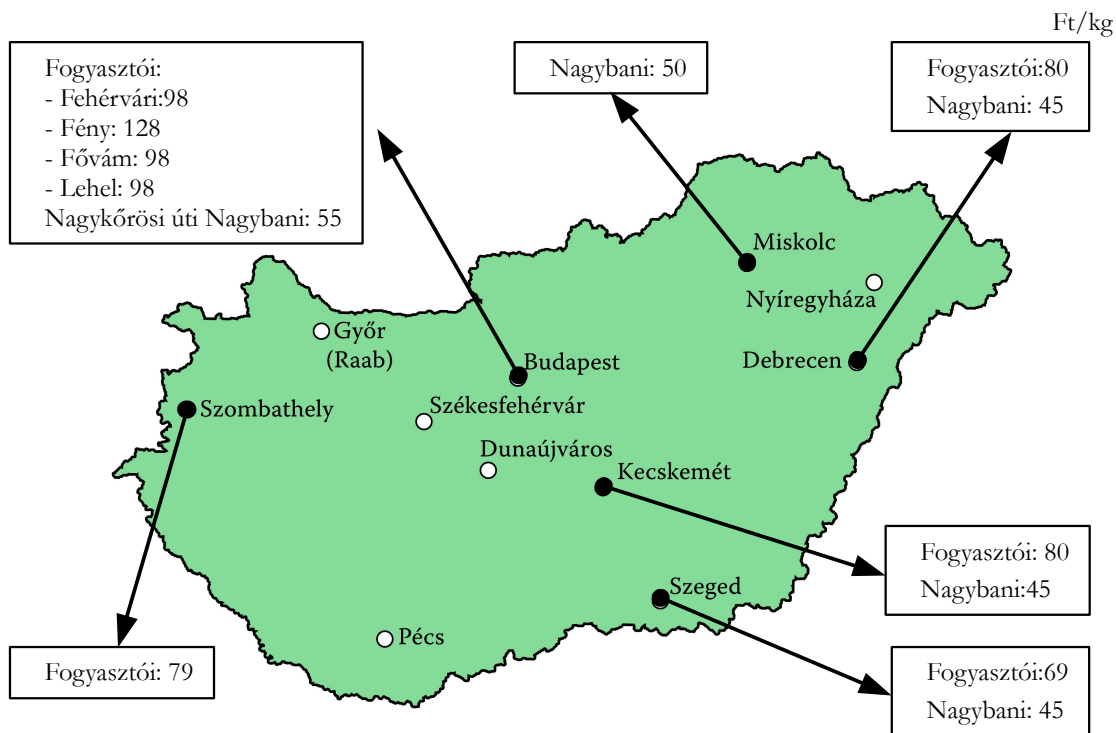 Ft/kg
Fogyasztói:
- Fehérvári:98
- Fény: 128
- Fővám: 98
- Lehel: 98
Nagykőrösi úti Nagybani: 55
Nagybani: 50
Fogyasztói:80
Nagybani: 45
Miskolc
Nyíregyháza
Győr
(Raab)
Budapest
Debrecen
Szombathely
Székesfehérvár
Dunaújváros
Kecskemét
Fogyasztói: 80
Nagybani:45
Szeged
Pécs
Fogyasztói: 79
Fogyasztói:69
Nagybani: 45